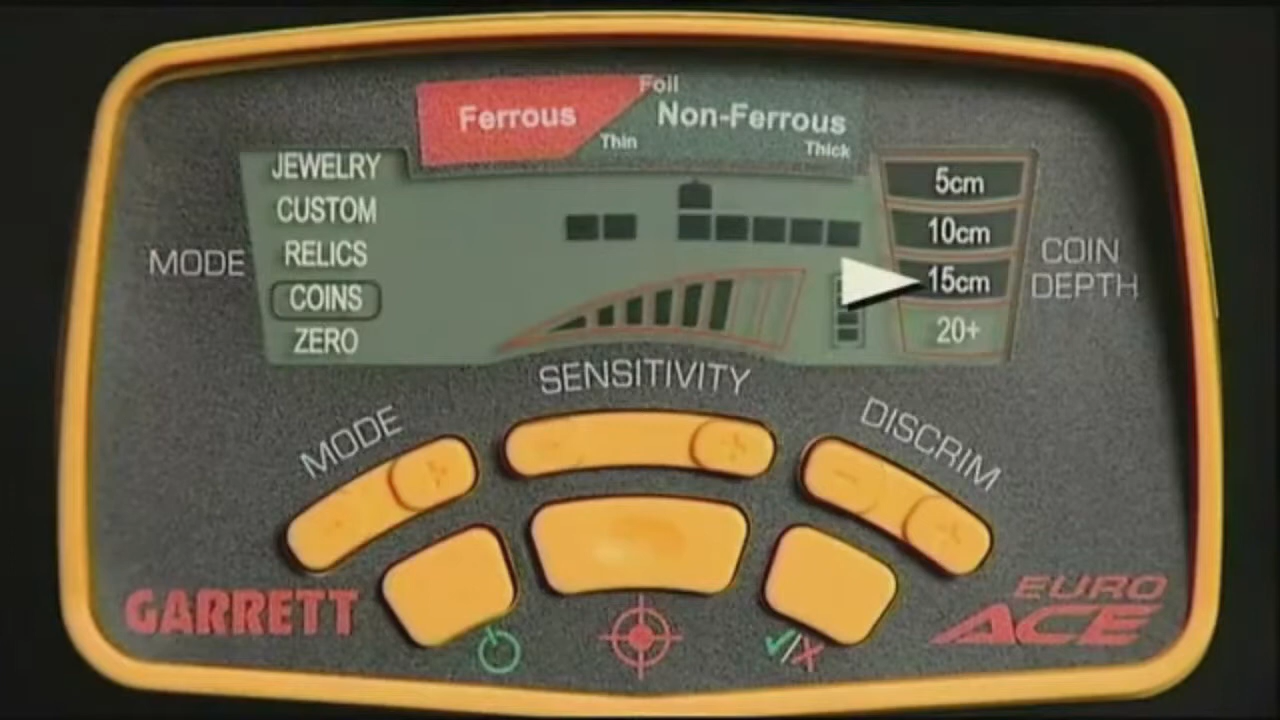 Foil
Ferrous
Non-Ferrous
Thin
Thick
JEWELRY
CUSTOM
RELICS
COINS
ZERO
MODE
5cm
10cm
15cm
20+
COIN
DEPTH
SENSITIVITY
MODE
DISCRIM
- +
- +
- +
GARRETT
EURO
ACE